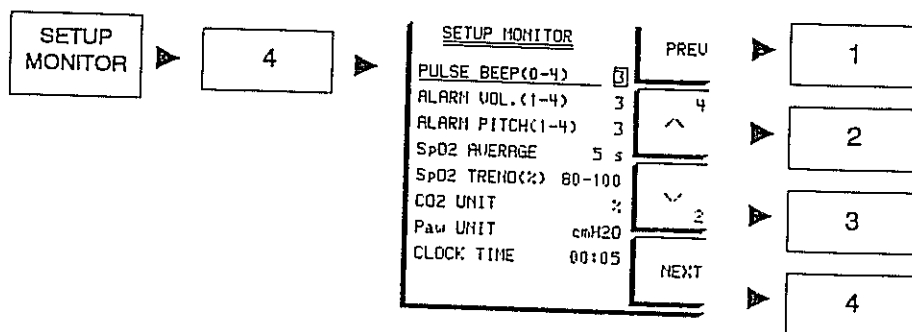 SETUP
MONITOR
4
SETUP MONITOR
PULSE BEEP(0-4) 3
ALARM VOL.(1-4) 3
ALARM PITCH(1-4) 3
SpO2 AVERAGE 5 s
SpO2 TREND(%) 80-100
CO2 UNIT %
Paw UNIT cmH2O
CLOCK TIME 00:05
PREV
4
2
NEXT
1
2
3
4